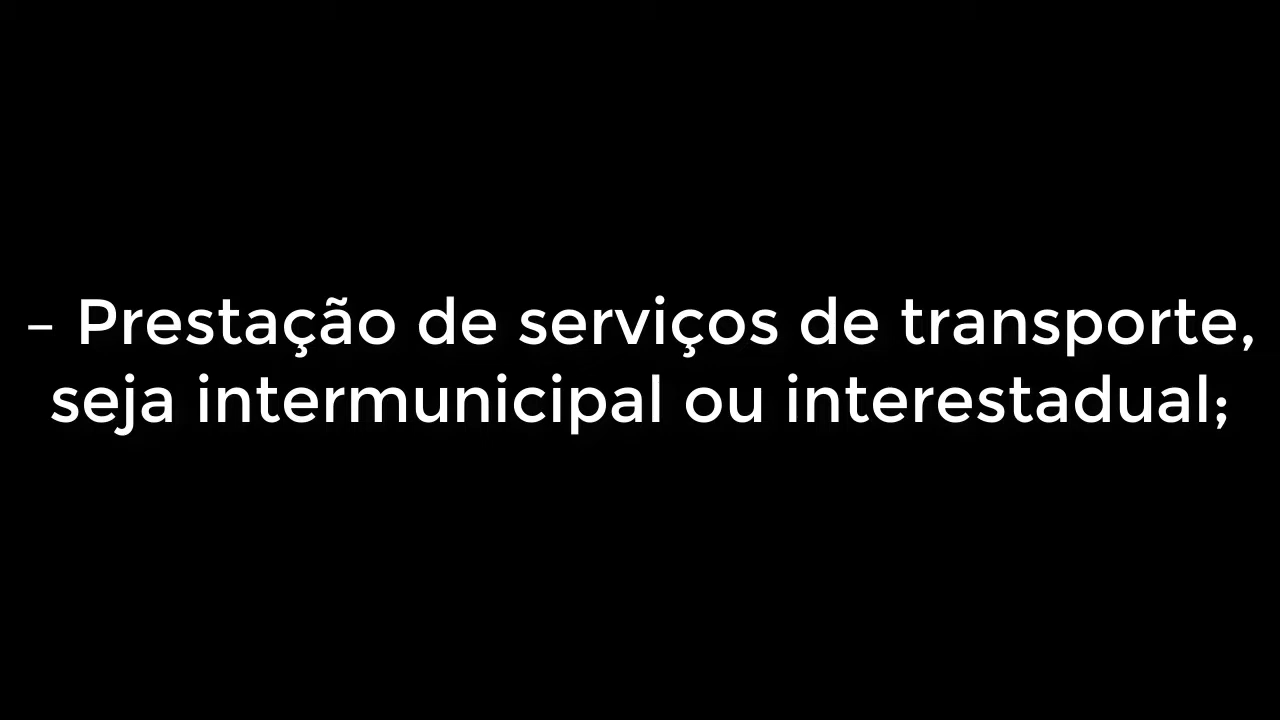 – Prestação de serviços de transporte,
seja intermunicipal ou interestadual;